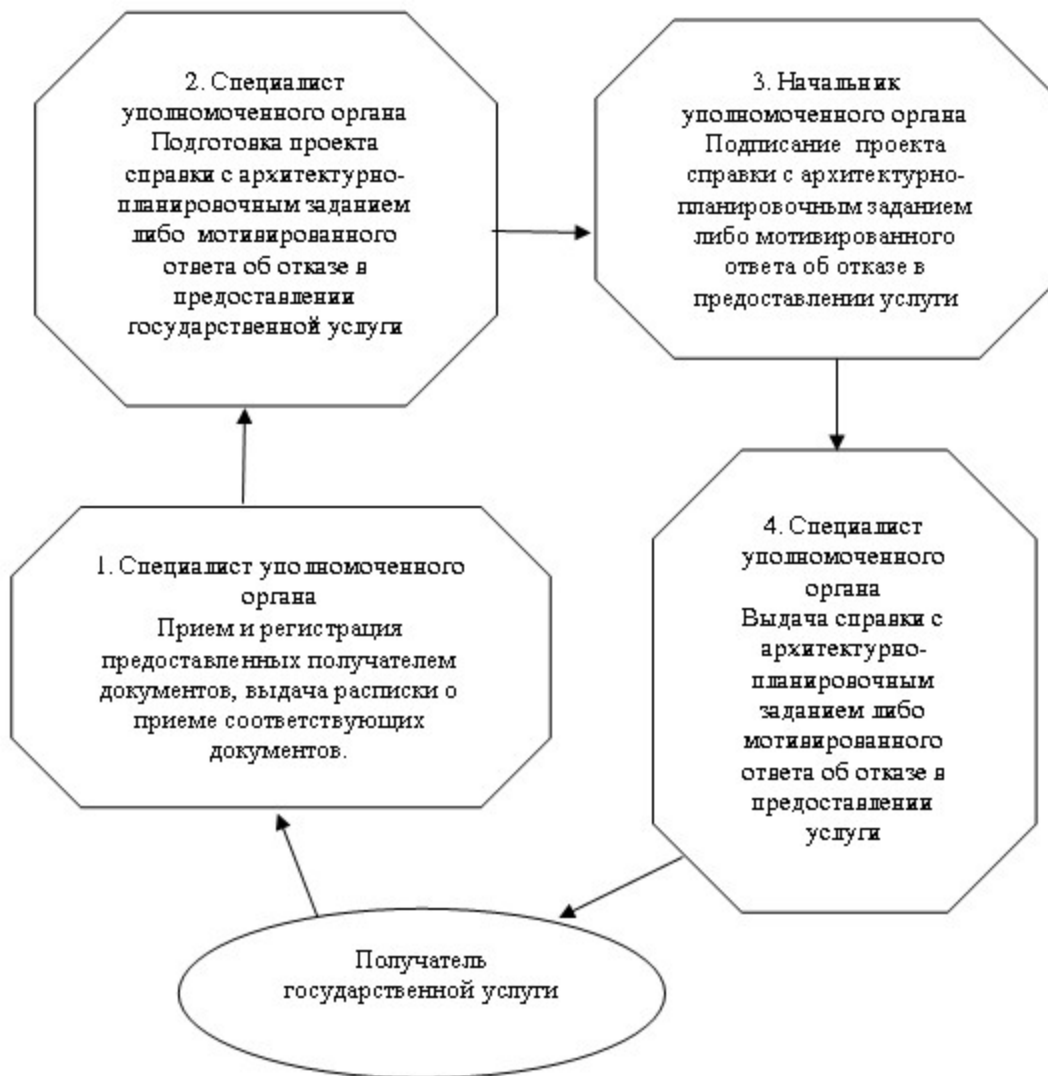 2. Специалист
уполномоченного органа
Подготовка проекта
справки с архитектурно-
планировочным заданием
либо мотивированного
ответа об отказе в
предоставлении
государственной услуги
3. Начальник
уполномоченного органа
Подписание проекта
справки с архитектурно-
планировочным заданием
либо мотивированного
ответа об отказе в
предоставлении услуги
1. Специалист уполномоченного
органа
Прием и регистрация
предоставленных получателем
документов, выдача расписки о
приеме соответствующих
документов.
4. Специалист
уполномоченного
органа
Выдача справки с
архитектурно-
планировочным
заданием либо
мотивированного
ответа об отказе в
предоставлении
услуги
Получатель
государственной услуги